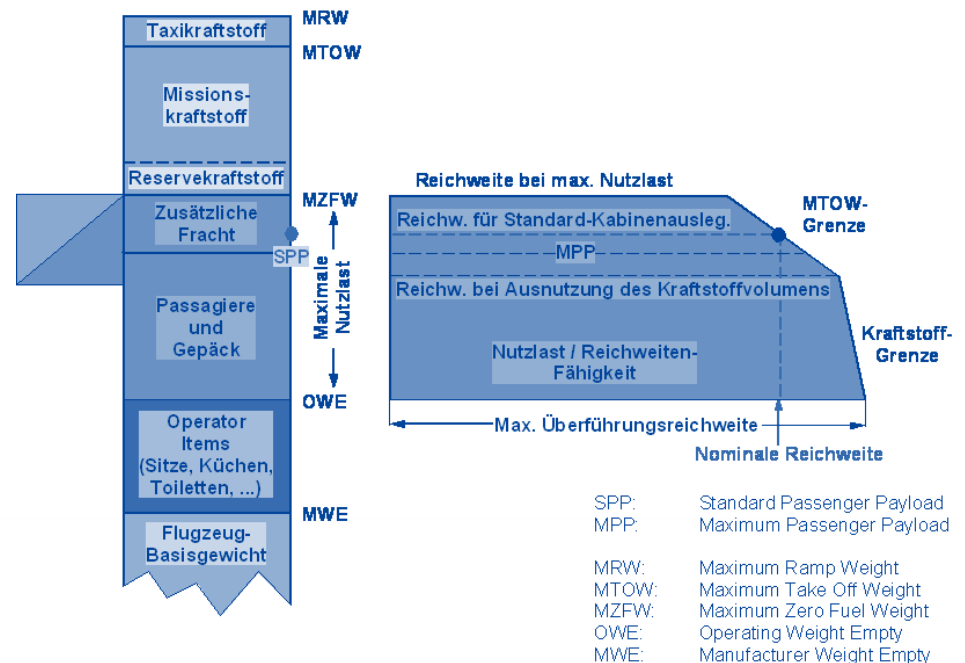 MRW
Taxikraftstoff
MTOW
Missions-
kraftstoff
Reservekraftstoff
MZFW
Zusätzliche
Fracht
SPP
Maximale
Nutzlast
Passagiere
und
Gepäck
OWE
Operator
Items
(Sitze, Küchen,
Toiletten, ...)
MWE
Flugzeug-
Basisgewicht
Reichweite bei max. Nutzlast
MTOW-
Grenze
Reichw. für Standard-Kabinenausleg.
MPP
Reichw. bei Ausnutzung des Kraftstoffvolumens
Kraftstoff-
Grenze
Nutzlast / Reichweiten-
Fähigkeit
Max. Überführungsreichweite
Nominale Reichweite
SPP: Standard Passenger Payload
MPP: Maximum Passenger Payload
MRW: Maximum Ramp Weight
MTOW: Maximum Take Off Weight
MZFW: Maximum Zero Fuel Weight
OWE: Operating Weight Empty
MWE: Manufacturer Weight Empty